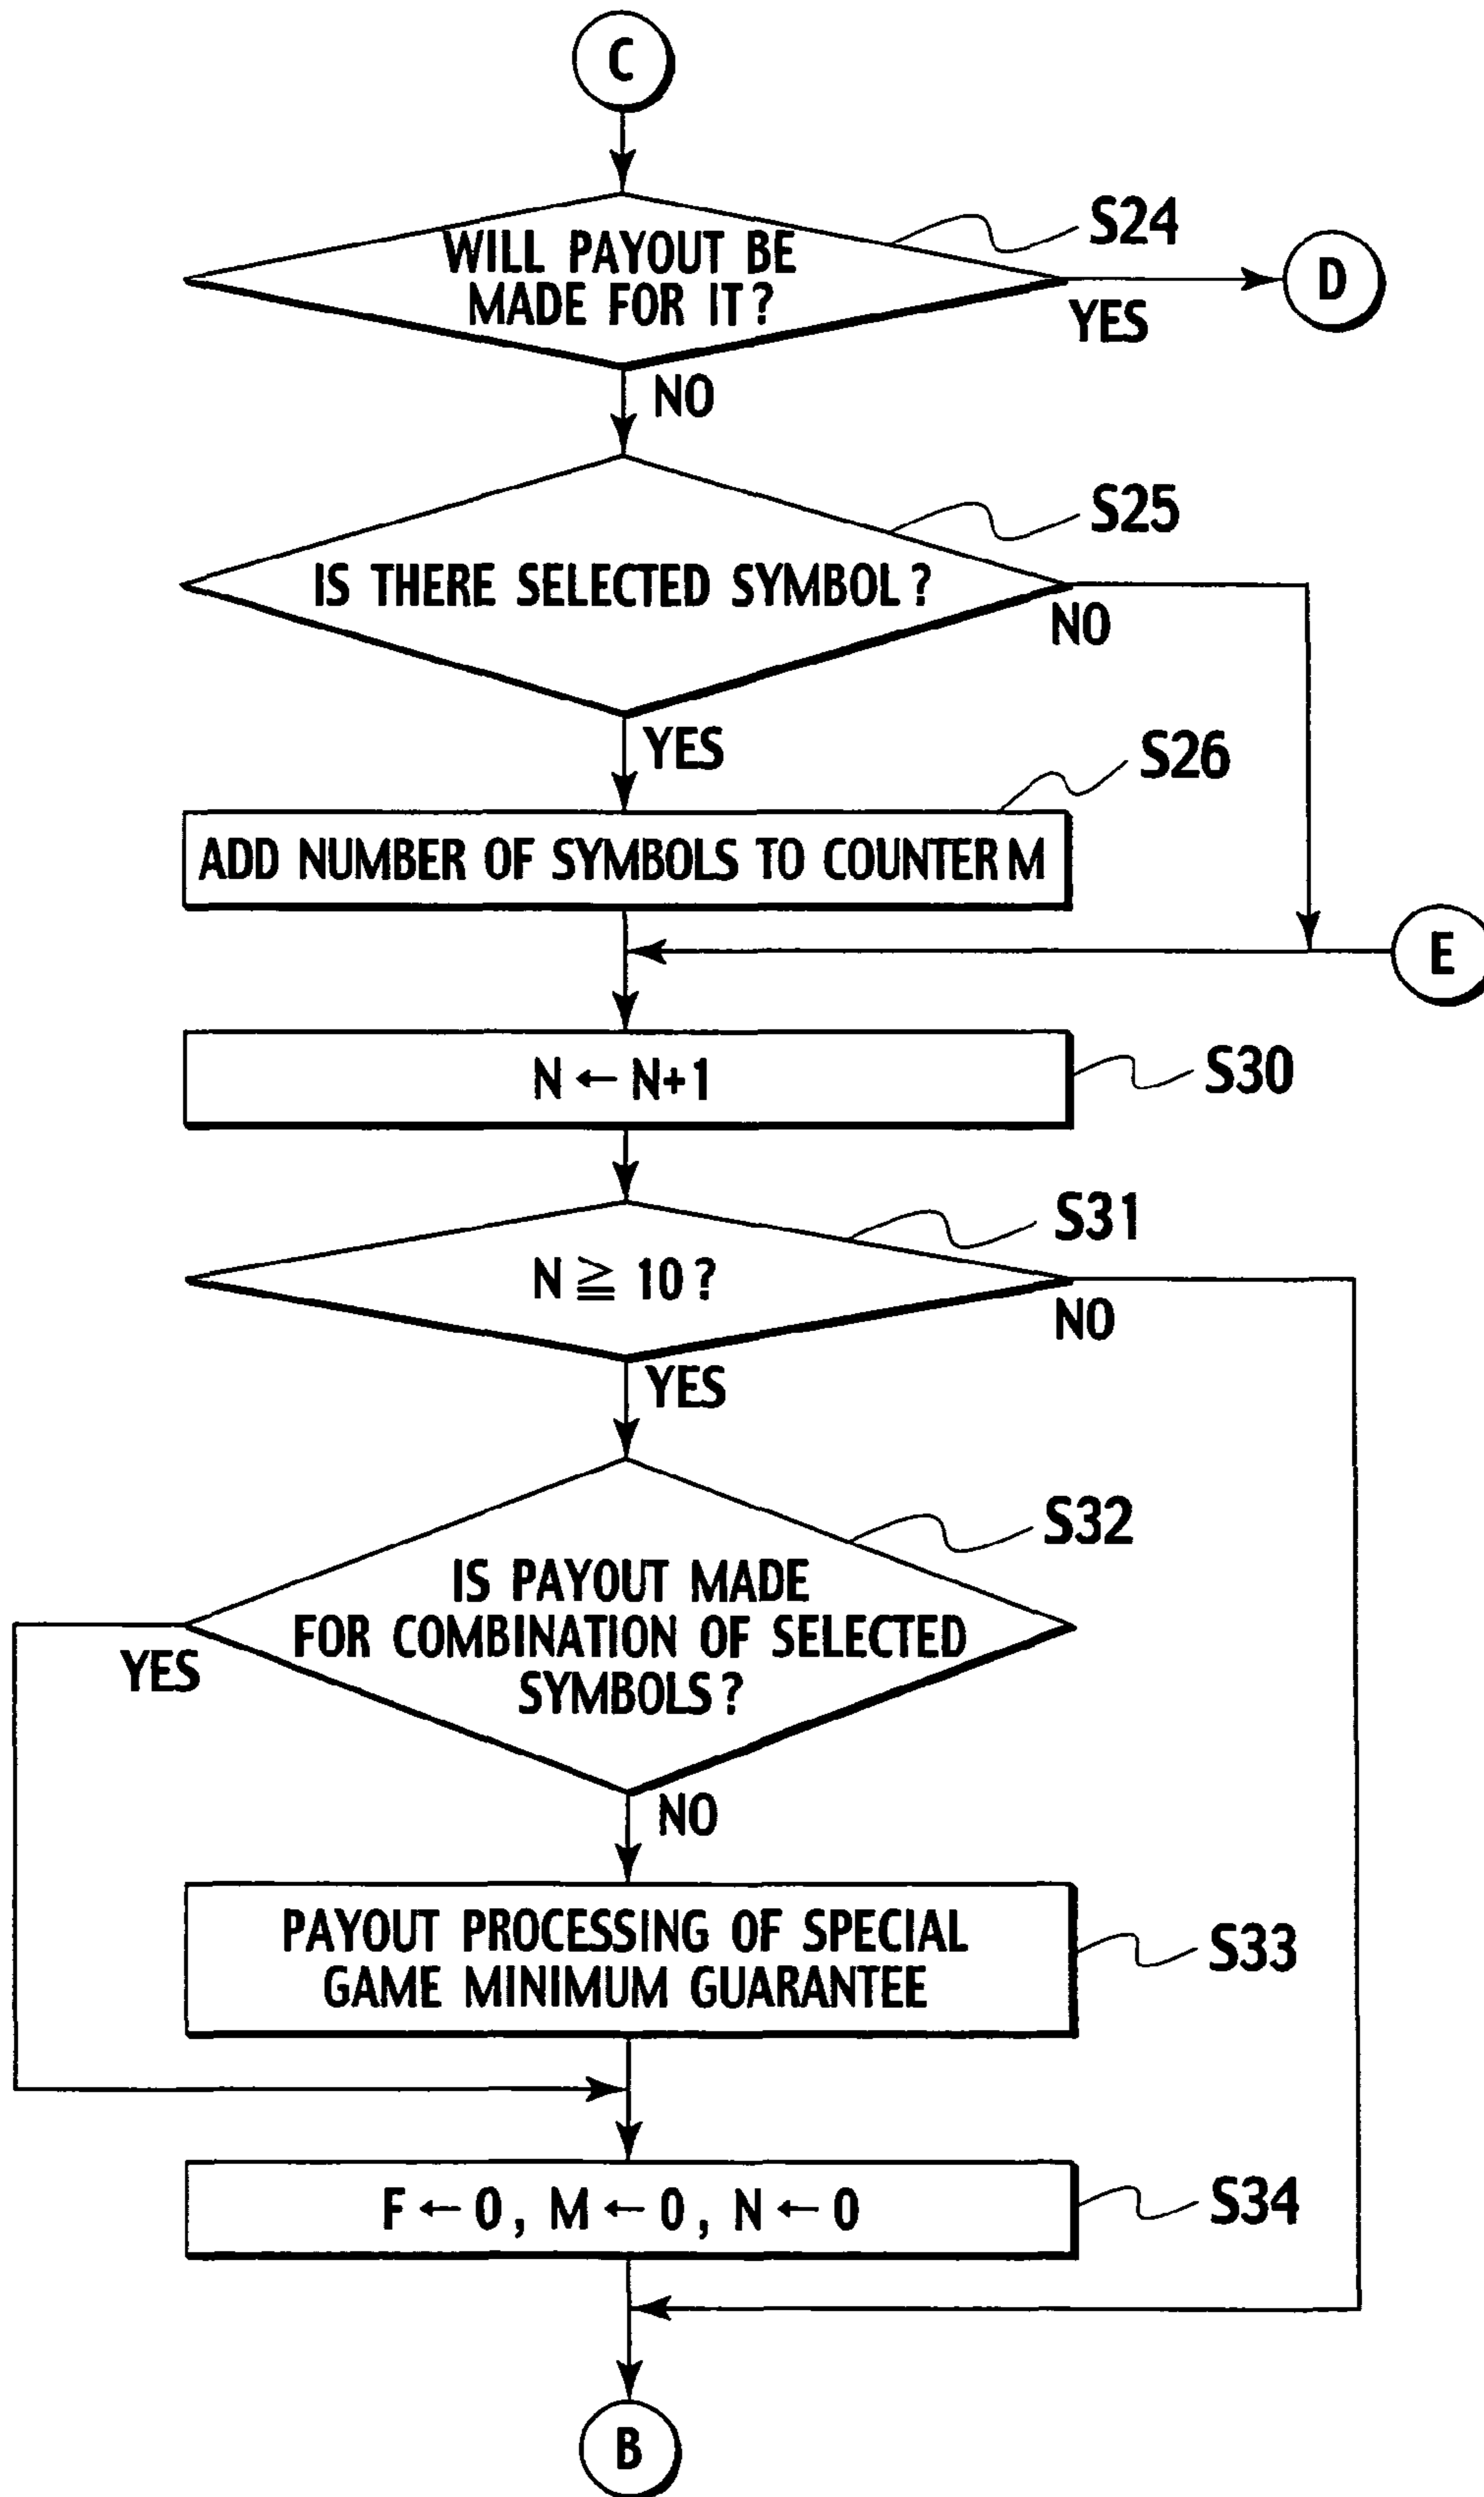 C
WILL PAYOUT BE
MADE FOR IT?
S24
YES
D
NO
S25
IS THERE SELECTED SYMBOL?
NO
YES
S26
ADD NUMBER OF SYMBOLS TO COUNTER M
E
N ← N+1
S30
S31
N ≧ 10?
NO
YES
S32
IS PAYOUT MADE
FOR COMBINATION OF SELECTED
SYMBOLS?
YES
NO
PAYOUT PROCESSING OF SPECIAL
GAME MINIMUM GUARANTEE
S33
F ← 0, M ← 0, N ← 0
S34
B